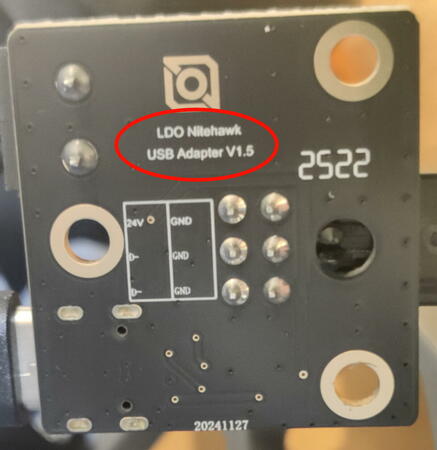 LDO Nitehawk
USB Adapter V1.5
2522
24V GND
D- GND
D- GND
20241127